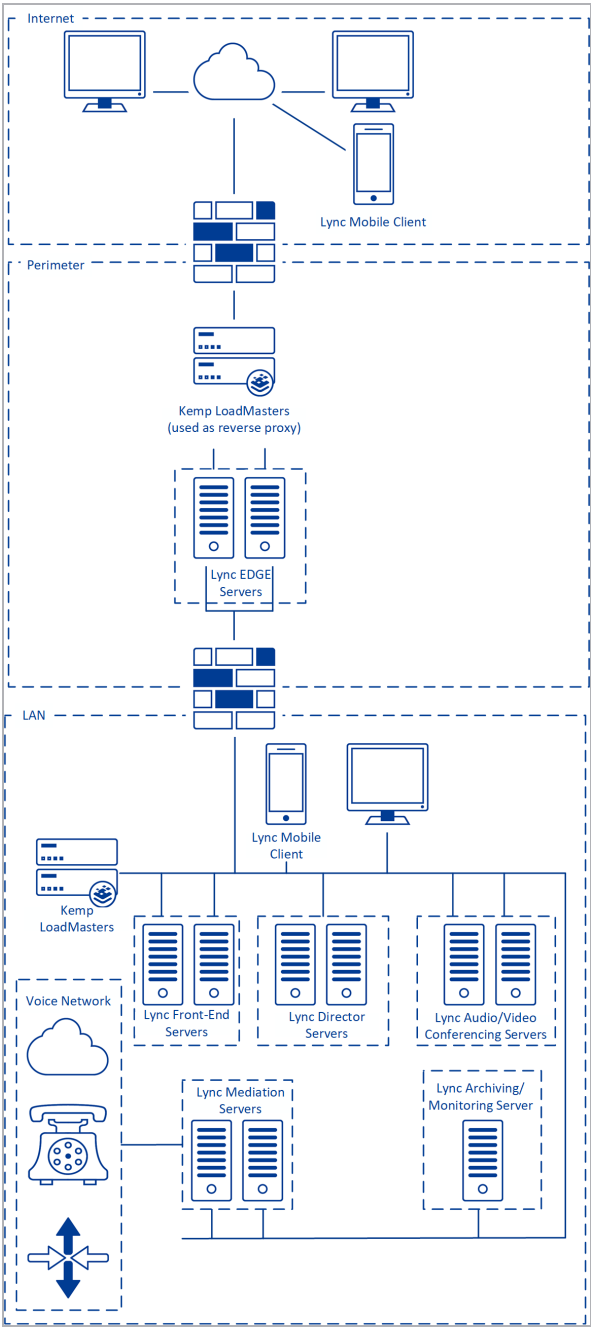 Internet
Lync Mobile Client
Perimeter
Kemp LoadMasters
(used as reverse proxy)
Lync EDGE
Servers
LAN
Lync Mobile
Client
Kemp
LoadMasters
Lync Front-End
Servers
Lync Director
Servers
Lync Audio/Video
Conferencing Servers
Voice Network
Lync Mediation
Servers
Lync Archiving/
Monitoring Server